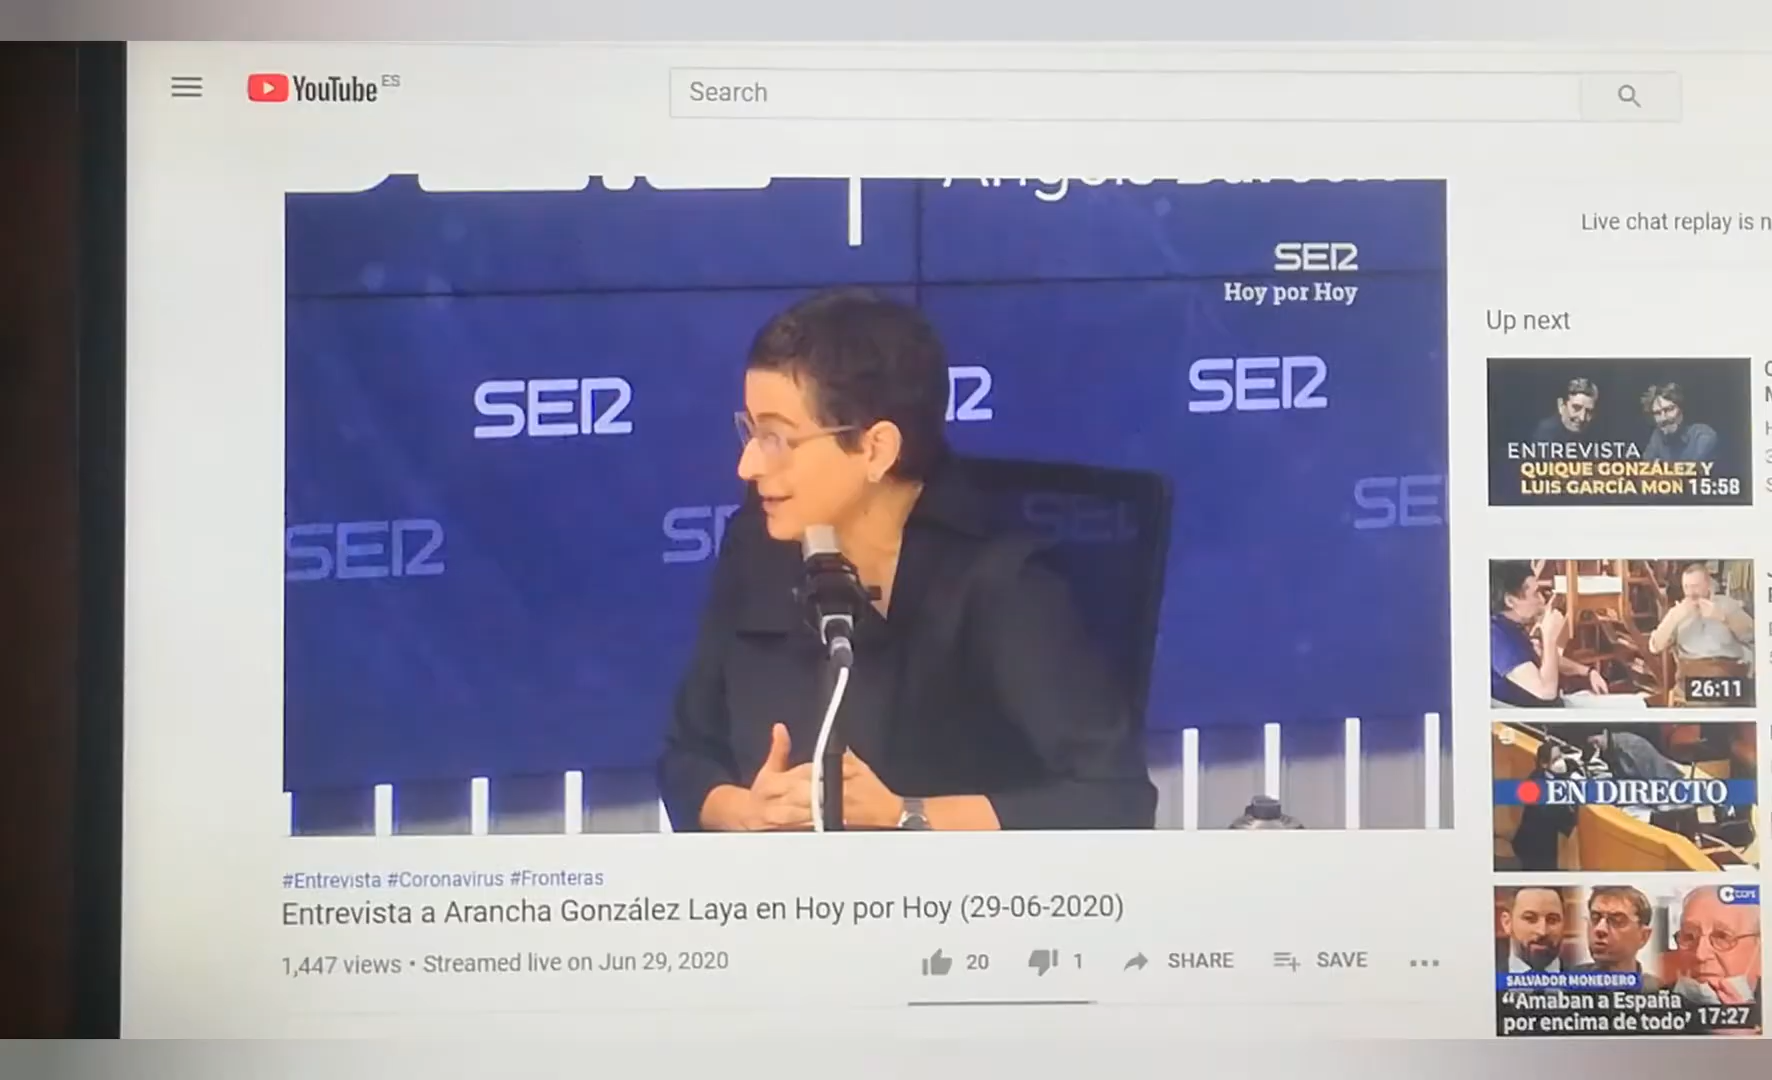 YouTube ES
Search
SER
Hoy por Hoy
SER
SER
SER
Live chat replay is
Up next
ENTREVISTA
QUIQUE GONZÁLEZ Y
LUIS GARCÍA MON 15:58
26:11
EN DIRECTO
COPE
SALVADOR MONEDERO
“Amaban a España
por encima de todo’ 17:27
#Entrevista #Coronavirus #Fronteras
Entrevista a Arancha González Laya en Hoy por Hoy (29-06-2020)
1,447 views • Streamed live on Jun 29, 2020
20 1 SHARE SAVE